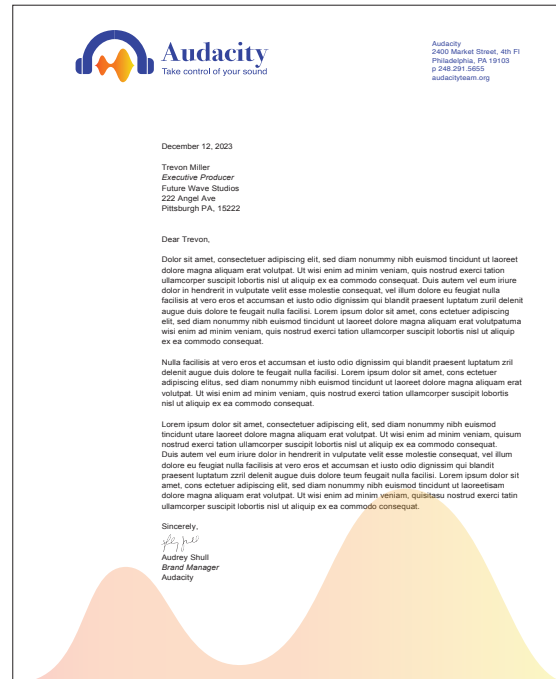 Audacity
Take control of your sound
Audacity
2400 Market Street, 4th Fl
Philadelphia, PA 19103
p 248.291.5655
audacityteam.org
December 12, 2023
Trevon Miller
Executive Producer
Future Wave Studios
222 Angel Ave
Pittsburgh PA, 15222
Dear Trevon,
Dolor sit amet, consectetuer adipiscing elit, sed diam nonummy nibh euismod tincidunt ut laoreet
dolore magna aliquam erat volutpat. Ut wisi enim ad minim veniam, quis nostrud exerci tation
ullamcorper suscipit lobortis nisl ut aliquip ex ea commodo consequat. Duis autem vel eum iriure
dolor in hendrerit in vulputate velit esse molestie consequat, vel illum dolore eu feugiat nulla
facilisis at vero eros et accumsan et iusto odio dignissim qui blandit praesent luptatum zuril delenit
augue duis dolore te feugait nulla facilisi. Lorem ipsum dolor sit amet, cons ectetuer adipiscing
elit, sed diam nonummy nibh euismod tincidunt ut laoreet dolore magna aliquam erat volutpatuma
wisi enim ad minim veniam, quis nostrud exerci tation ullamcorper suscipit lobortis nisl ut aliquip
ex ea commodo consequat.
Nulla facilisis at vero eros et accumsan et iusto odio dignissim qui blandit praesent luptatum zril
delenit augue duis dolore te feugait nulla facilisi. Lorem ipsum dolor sit amet, cons ectetuer
adipiscing elitus, sed diam nonummy nibh euismod tincidunt ut laoreet dolore magna aliquam erat
volutpat. Ut wisi enim ad minim veniam, quis nostrud exerci tation ullamcorper suscipit lobortis
nisl ut aliquip ex ea commodo consequat.
Lorem ipsum dolor sit amet, consectetuer adipiscing elit, sed diam nonummy nibh euismod
tincidunt utare laoreet dolore magna aliquam erat volutpat. Ut wisi enim ad minim veniam, quisum
nostrud exerci tation ullamcorper suscipit lobortis nisl ut aliquip ex ea commodo consequat.
Duis autem vel eum iriure dolor in hendrerit in vulputate velit esse molestie consequat, vel illum
dolore eu feugiat nulla facilisis at vero eros et accumsan et iusto odio dignissim qui blandit
praesent luptatum zzril delenit augue duis dolore teum feugait nulla facilisi. Lorem ipsum dolor sit
amet, cons ectetuer adipiscing elit, sed diam nonummy nibh euismod tincidunt ut laoreetisam
dolore magna aliquam erat volutpat. Ut wisi enim ad minim veniam, quisitasu nostrud exerci tatin
ullamcorper suscipit lobortis nisl ut aliquip ex ea commodo consequat.
Sincerely,
Audrey Shull
Brand Manager
Audacity